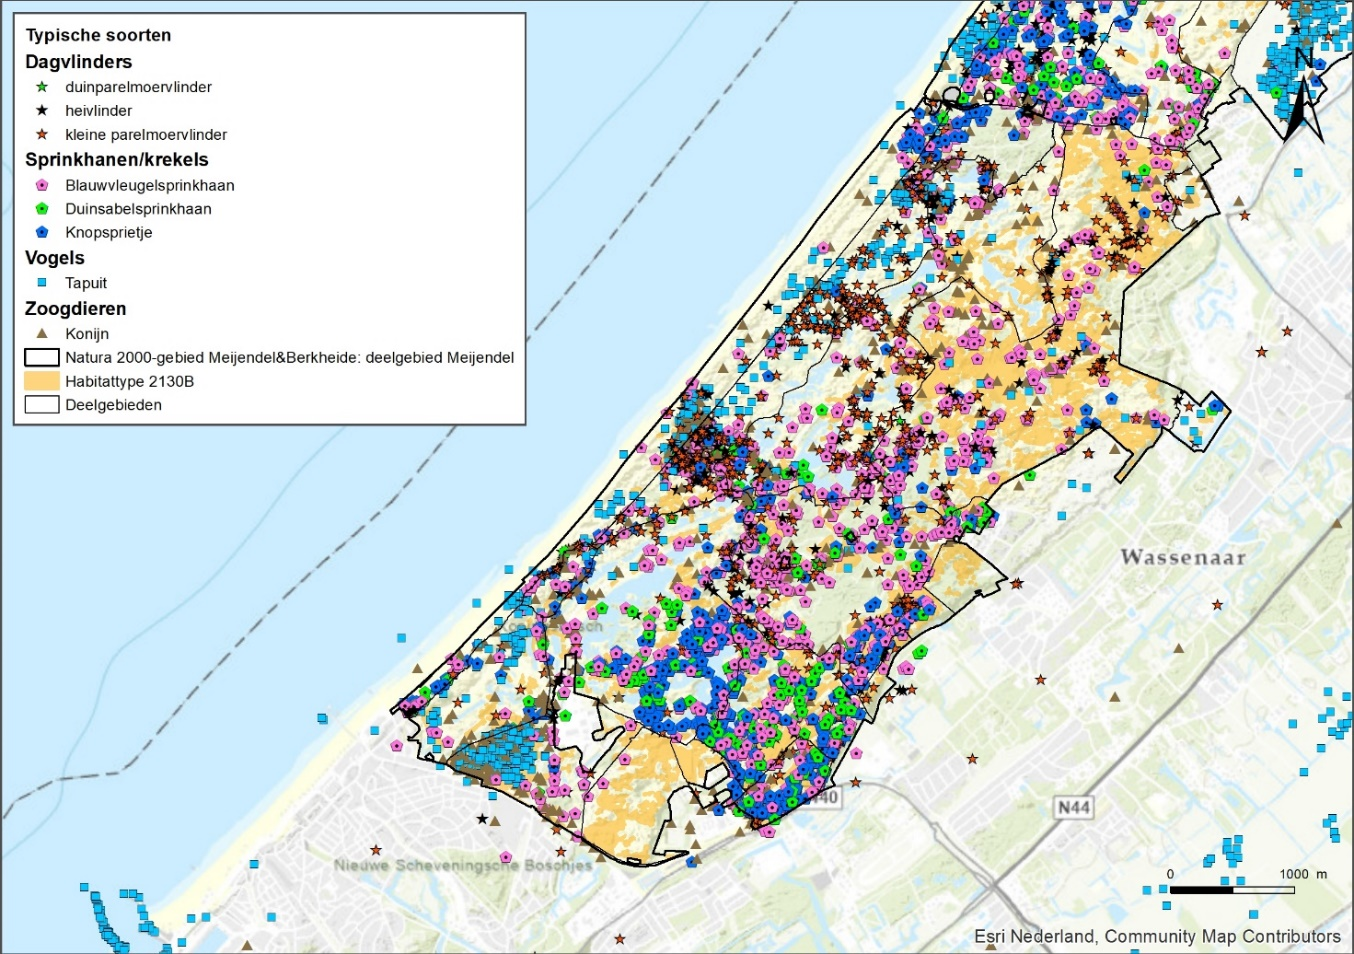 Typische soorten
Dagvlinders
duinparelmoervlinder
heivlinder
kleine parelmoervlinder
Sprinkhanen/krekels
Blauwvleugelsprinkhaan
Duinsabelsprinkhaan
Knopsprietje
Vogels
Tapuit
Zoogdieren
Konijn
Natura 2000-gebied Meijendel&Berkheide: deelgebied Meijendel
Habitattype 2130B
Deelgebieden
N
Wassenaar
N44
Nieuwe Scheveningsche Boschjes
0 1000 m
Esri Nederland, Community Map Contributors